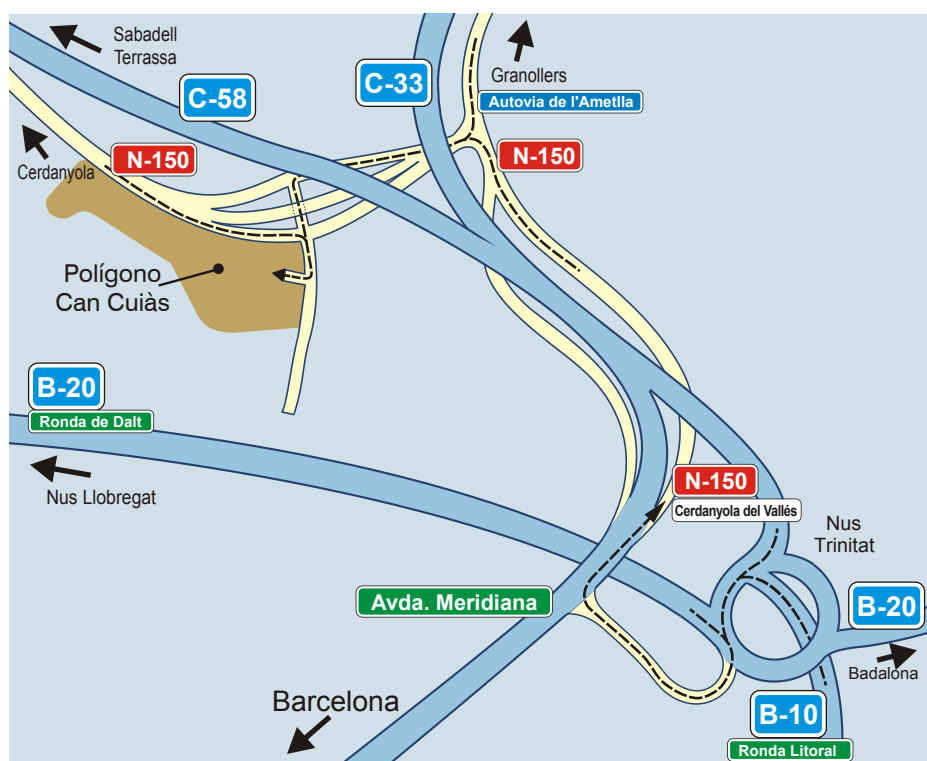 Sabadell
Terrassa
C-58
C-33
Granollers
Autovia de l'Ametlla
Cerdanyola
N-150
N-150
Polígono
Can Cuiàs
B-20
Ronda de Dalt
Nus Llobregat
N-150
Cerdanyola del Vallés
Nus
Trinitat
Avda. Meridiana
B-20
Badalona
Barcelona
B-10
Ronda Litoral